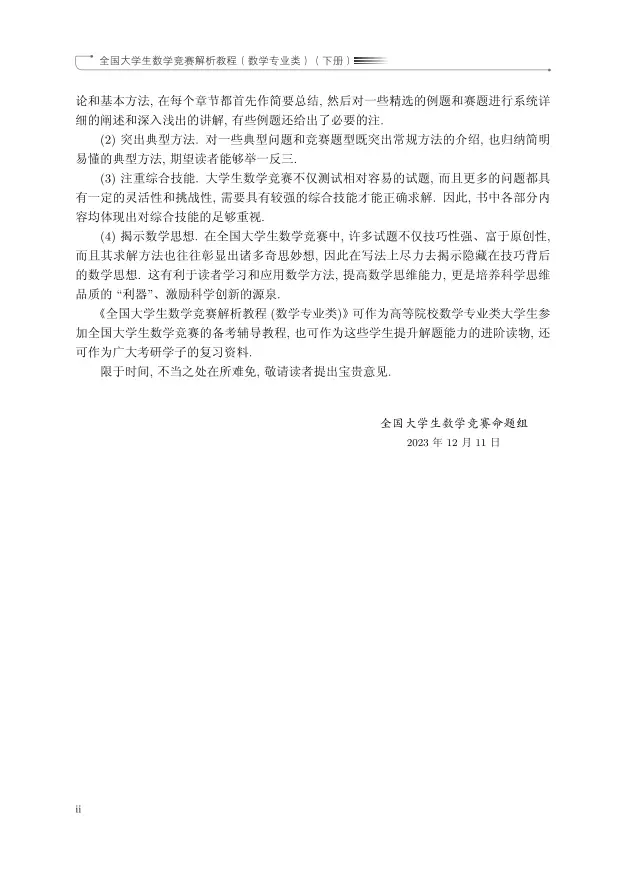 全国大学生数学竞赛解析教程（数学专业类）（下册）
论和基本方法, 在每个章节都首先作简要总结, 然后对一些精选的例题和赛题进行系统详
细的阐述和深入浅出的讲解, 有些例题还给出了必要的注.
(2) 突出典型方法. 对一些典型问题和竞赛题型既突出常规方法的介绍, 也归纳简明
易懂的典型方法, 期望读者能够举一反三.
(3) 注重综合技能. 大学生数学竞赛不仅测试相对容易的试题, 而且更多的问题都具
有一定的灵活性和挑战性, 需要具有较强的综合技能才能正确求解. 因此, 书中各部分内
容均体现出对综合技能的足够重视.
(4) 揭示数学思想. 在全国大学生数学竞赛中, 许多试题不仅技巧性强、富于原创性,
而且其求解方法也往往彰显出诸多奇思妙想, 因此在写法上尽力去揭示隐藏在技巧背后
的数学思想. 这有利于读者学习和应用数学方法, 提高数学思维能力, 更是培养科学思维
品质的 “利器”、激励科学创新的源泉.
《全国大学生数学竞赛解析教程 (数学专业类)》可作为高等院校数学专业类大学生参
加全国大学生数学竞赛的备考辅导教程, 也可作为这些学生提升解题能力的进阶读物, 还
可作为广大考研学子的复习资料.
限于时间, 不当之处在所难免, 敬请读者提出宝贵意见.
全国大学生数学竞赛命题组
2023 年 12 月 11 日
ii